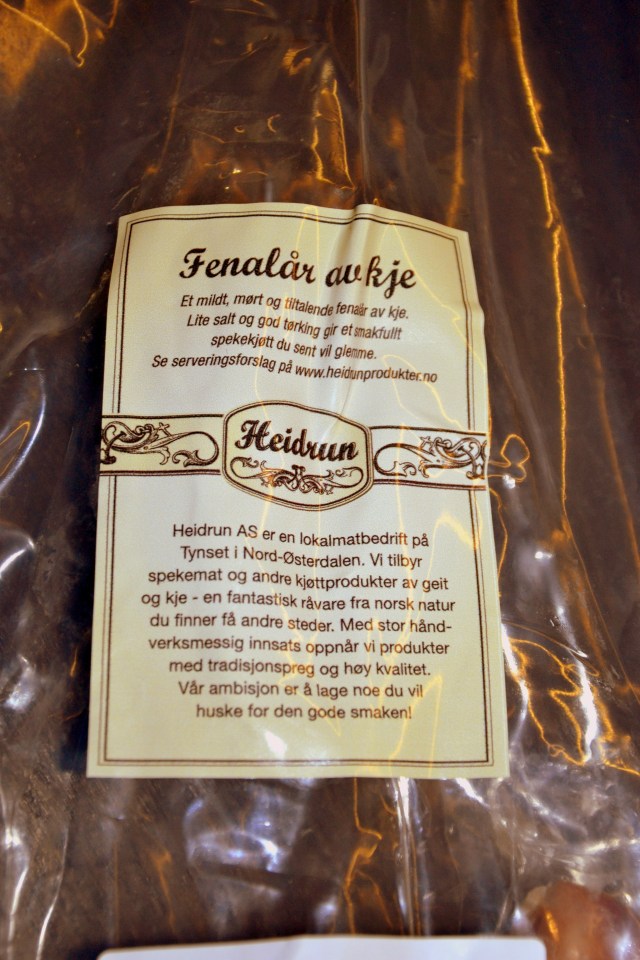 Fenalår av kje
Et mildt, mørt og tiltalende fenalår av kje.
Lite salt og god tørking gir et smakfullt
spekekjøtt du sent vil glemme.
Se serveringsforslag på www.heidrunprodukter.no
Heidrun
Heidrun AS er en lokalmatbedrift på
Tynset i Nord-Østerdalen. Vi tilbyr
spekemat og andre kjøttprodukter av geit
og kje - en fantastisk råvare fra norsk natur
du finner få andre steder. Med stor hånd-
verksmessig innsats oppnår vi produkter
med tradisjonspreg og høy kvalitet.
Vår ambisjon er å lage noe du vil
huske for den gode smaken!